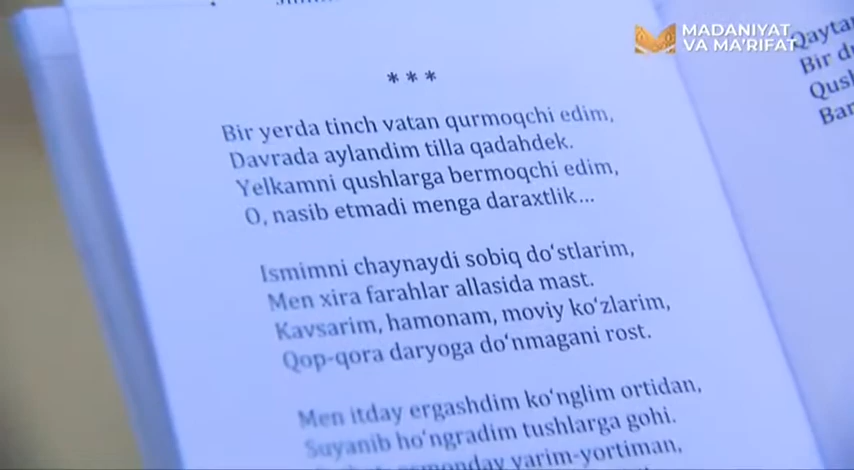 MADANIYAT
VA MA'RIFAT
***
Bir yerda tinch vatan qurmoqchi edim,
Davrada aylandim tilla qadahdek.
Yelkamni qushlarga bermoqchi edim,
O, nasib etmadi menga daraxtlik...
Ismimni chaynaydi sobiq do‘stlarim,
Men xira farahlar allasida mast.
Kavsarim, hamonam, moviy ko‘zlarim,
Qop-qora daryoga do‘nmagani rost.
Men itday ergashdim ko‘nglim ortidan,
Suyanib ho‘ngradim tushlarga gohi.
yarim-yortiman,
Qaytar
Bir